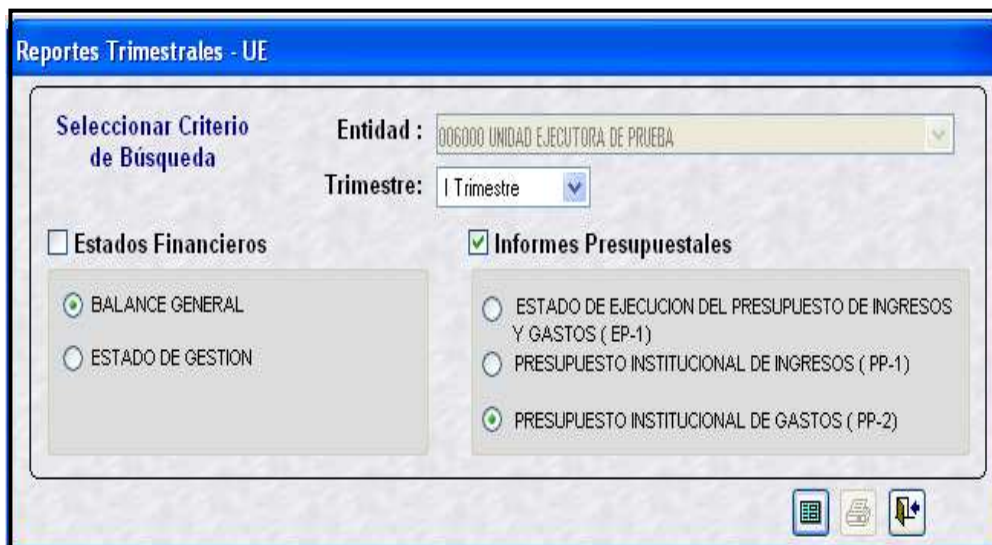 Reportes Trimestrales - UE
Seleccionar Criterio
de Búsqueda
Entidad :
006000 UNIDAD EJECUTORA DE PRUEBA
Trimestre:
I Trimestre
Estados Financieros
BALANCE GENERAL
ESTADO DE GESTION
Informes Presupuestales
ESTADO DE EJECUCION DEL PRESUPUESTO DE INGRESOS
Y GASTOS ( EP-1)
PRESUPUESTO INSTITUCIONAL DE INGRESOS ( PP-1)
PRESUPUESTO INSTITUCIONAL DE GASTOS ( PP-2)